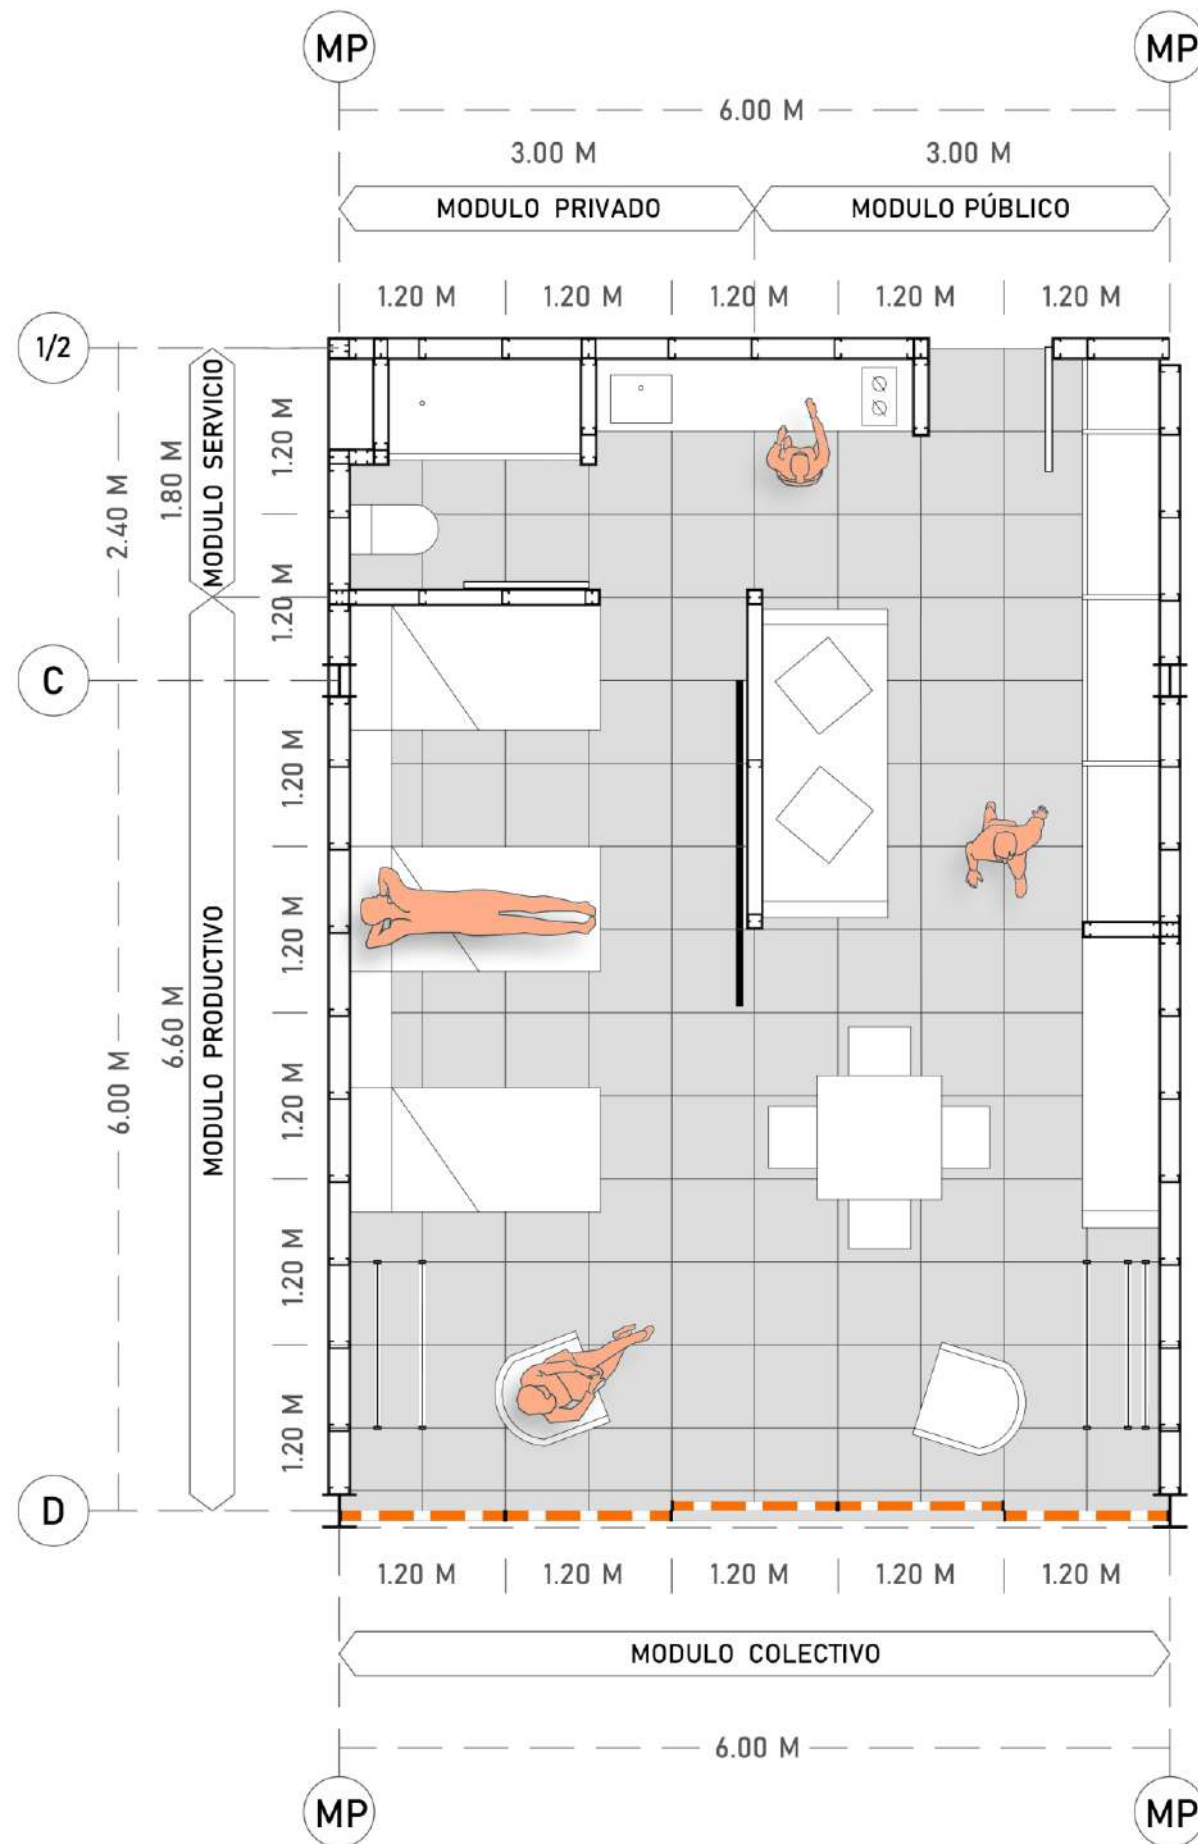 MP MP
6.00 M
3.00 M 3.00 M
MODULO PRIVADO MODULO PÚBLICO
1.20 M 1.20 M 1.20 M 1.20 M 1.20 M
1/2
2.40 M
1.80 M
MODULO SERVICIO
1.20 M
1.20 M
C
6.00 M
6.60 M
MODULO PRODUCTIVO
1.20 M
1.20 M
1.20 M
1.20 M
1.20 M
D
1.20 M 1.20 M 1.20 M 1.20 M 1.20 M
MODULO COLECTIVO
6.00 M
MP MP